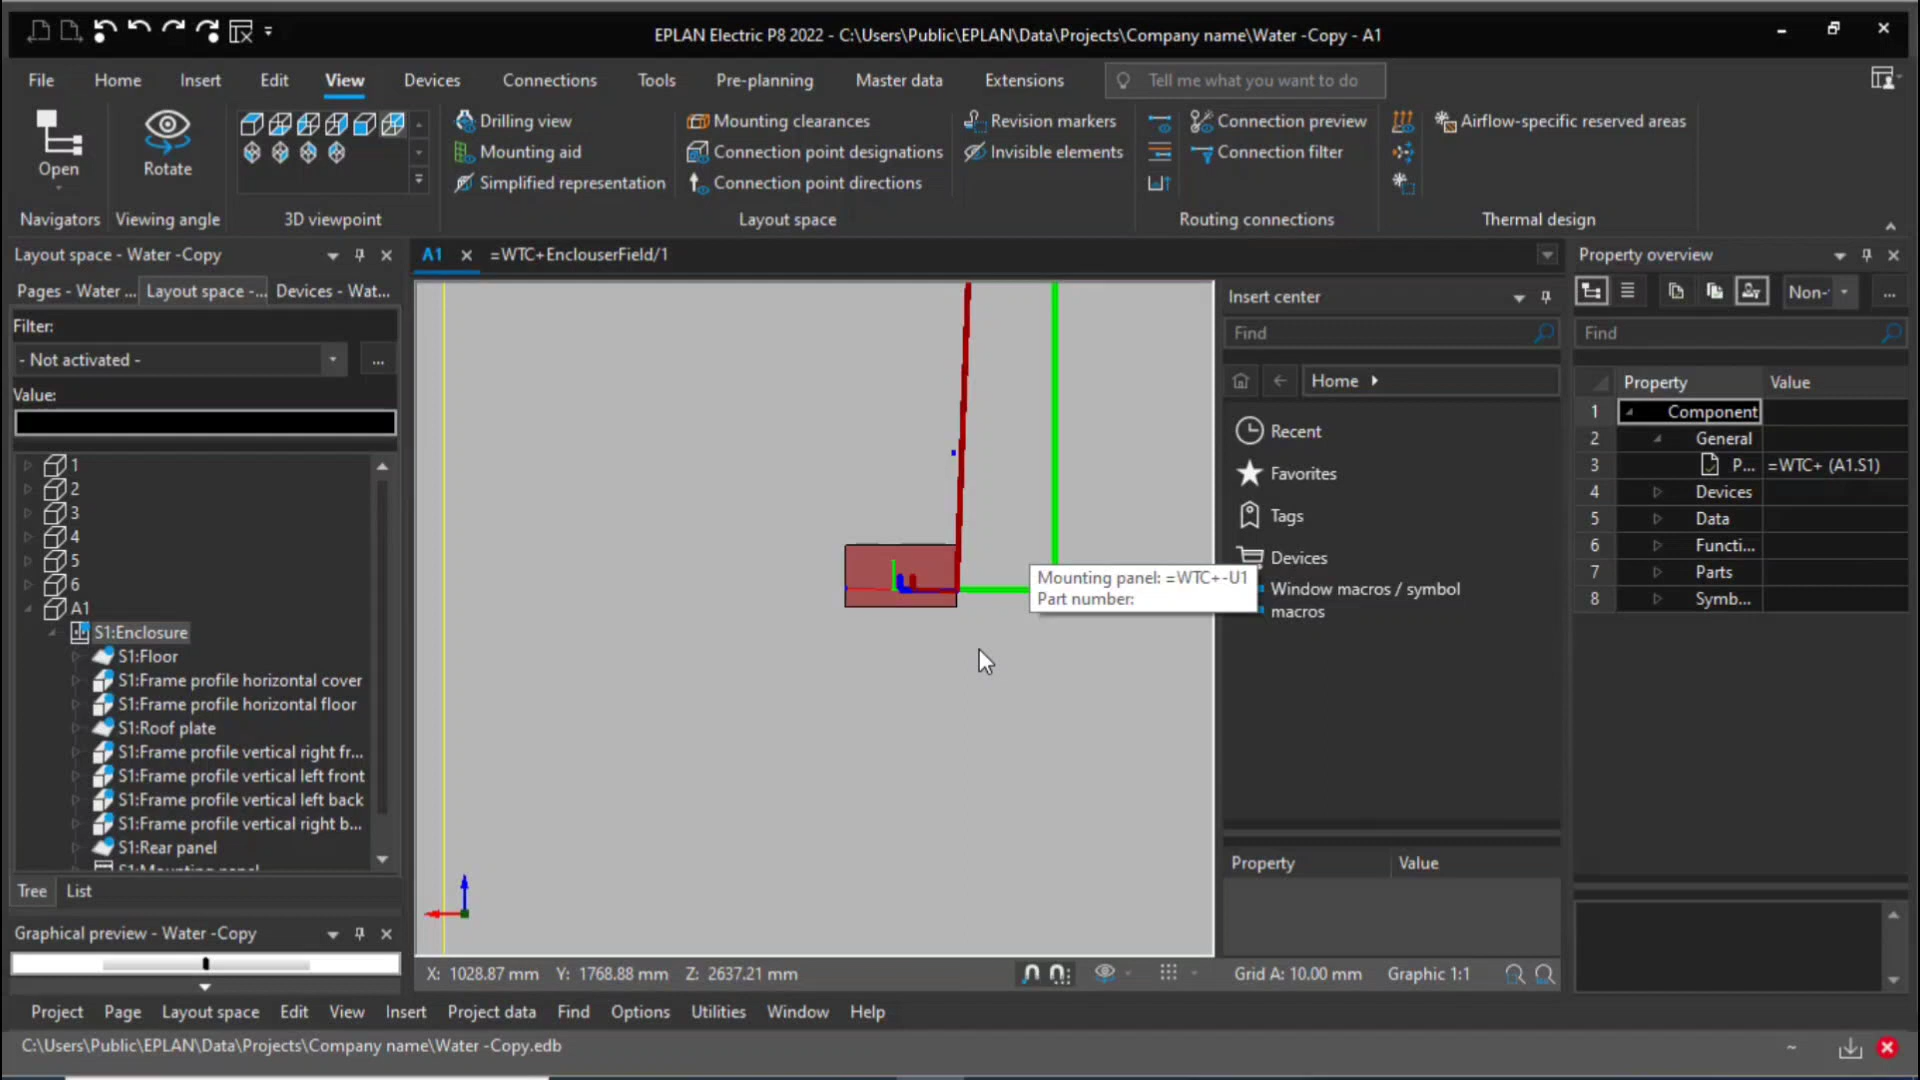 EPLAN Electric P8 2022 - C:\Users\Public\EPLAN\Data\Projects\Company name\Water -Copy - A1
File Home Insert Edit View Devices Connections Tools Pre-planning Master data Extensions Tell me what you want to do
Open
Navigators
Rotate
Viewing angle
3D viewpoint
Drilling view
Mounting aid
Simplified representation
Mounting clearances
Connection point designations
Connection point directions
Revision markers
Invisible elements
Layout space
Connection preview
Connection filter
Routing connections
Airflow-specific reserved areas
Thermal design
Layout space - Water -Copy
Pages - Water ... Layout space -... Devices - Wat...
Filter:
- Not activated - ...
Value:
1
2
3
4
5
6
A1
S1:Enclosure
S1:Floor
S1:Frame profile horizontal cover
S1:Frame profile horizontal floor
S1:Roof plate
S1:Frame profile vertical right fr...
S1:Frame profile vertical left front
S1:Frame profile vertical left back
S1:Frame profile vertical right b...
S1:Rear panel
S1:Mounting panel
Tree List
Graphical preview - Water -Copy
A1 =WTC+EnclouserField/1
Mounting panel: =WTC+-U1
Part number:
X: 1028.87 mm Y: 1768.88 mm Z: 2637.21 mm Grid A: 10.00 mm Graphic 1:1
Insert center
Find
Home
Recent
Favorites
Tags
Devices
Window macros / symbol
macros
Property Value
Property overview
Non- ...
Find
Property Value
1 Component
2 General
3 P... =WTC+ (A1.S1)
4 Devices
5 Data
6 Functi...
7 Parts
8 Symb...
Project Page Layout space Edit View Insert Project data Find Options Utilities Window Help
C:\Users\Public\EPLAN\Data\Projects\Company name\Water -Copy.edb ~